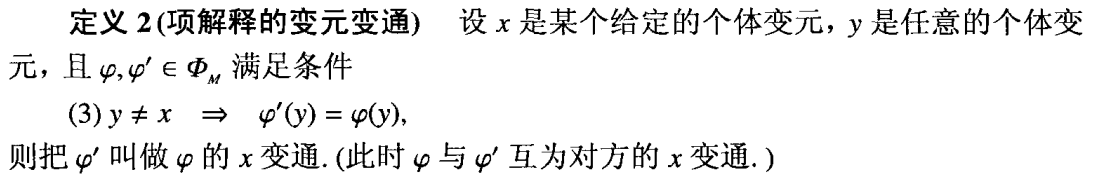 定义 2(项解释的变元变通) 设 x 是某个给定的个体变元，y 是任意的个体变
元，且 φ, φ′ ∈ Φ_M 满足条件
(3) y ≠ x ⇒ φ′(y) = φ(y),
则把 φ′ 叫做 φ 的 x 变通. (此时 φ 与 φ′ 互为对方的 x 变通. )